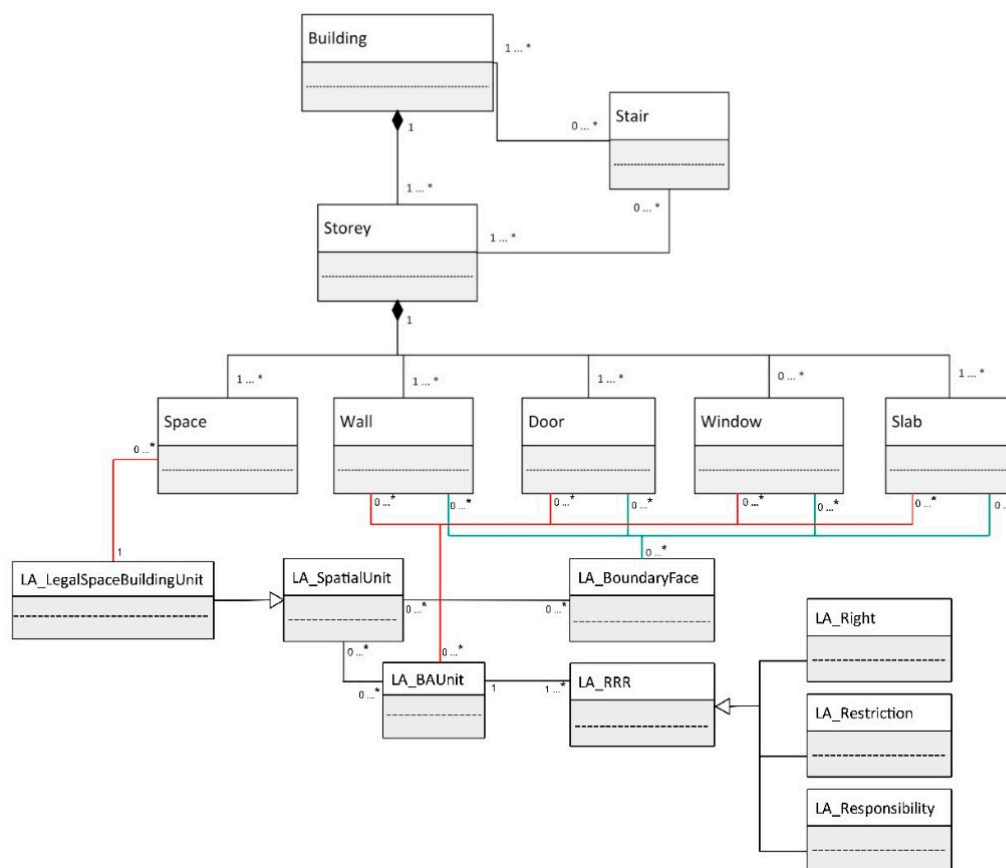 Building
1 ... *
Stair
1
0 ... *
1 ... *
0 ... *
Storey
1 ... *
1
1 ... *
1 ... *
1 ... *
0 ... *
1 ... *
Space
Wall
Door
Window
Slab
0 ...*
0 ...*
0 ...*
0 ...*
0 ...*
0 ...*
0 ...*
0 ...*
0 ..
1
0 ...*
LA_LegalSpaceBuildingUnit
LA_SpatialUnit
LA_BoundaryFace
0 ...*
0 ...*
LA_Right
0 ...*
0 ...*
LA_BAUnit
1
1 ...*
LA_RRR
0 ...*
LA_Restriction
LA_Responsibility